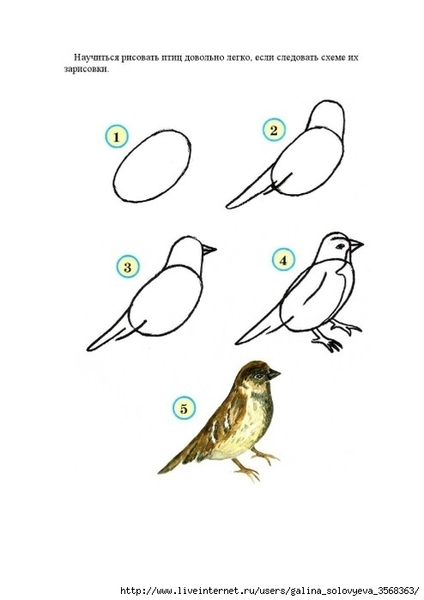 Научиться рисовать птиц довольно легко, если следовать схеме их
зарисовки.
1
2
3
4
5
http://www.liveinternet.ru/users/galina_solovyeva_3568363/